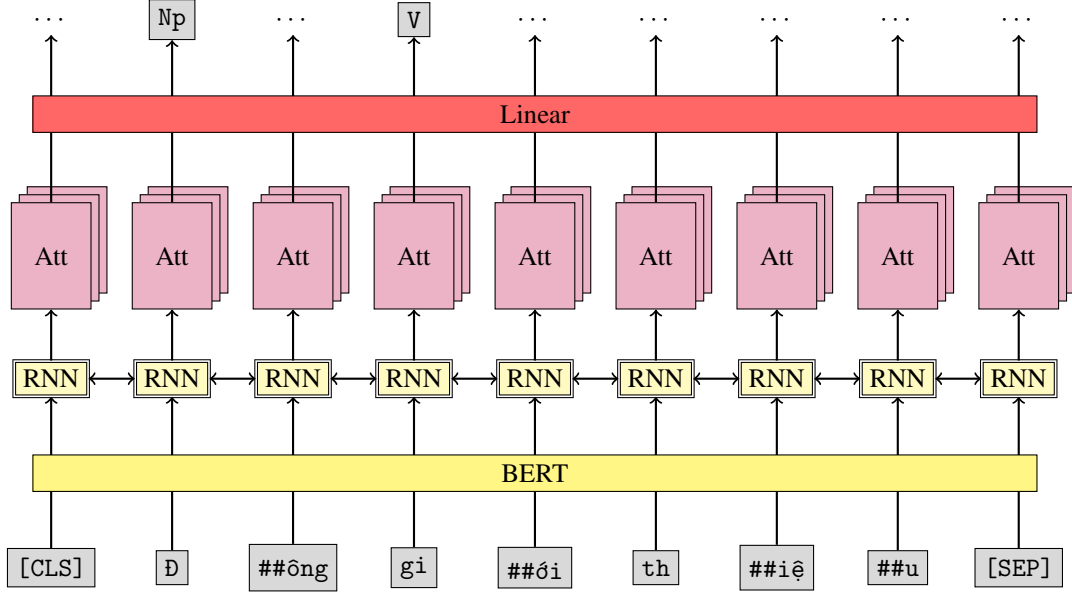 ... Np ... V ... ... ... ... ...
Linear
Att Att Att Att Att Att Att Att Att
RNN RNN RNN RNN RNN RNN RNN RNN RNN
BERT
[CLS] Đ ##ông gi ##ới th ##iệ ##u [SEP]